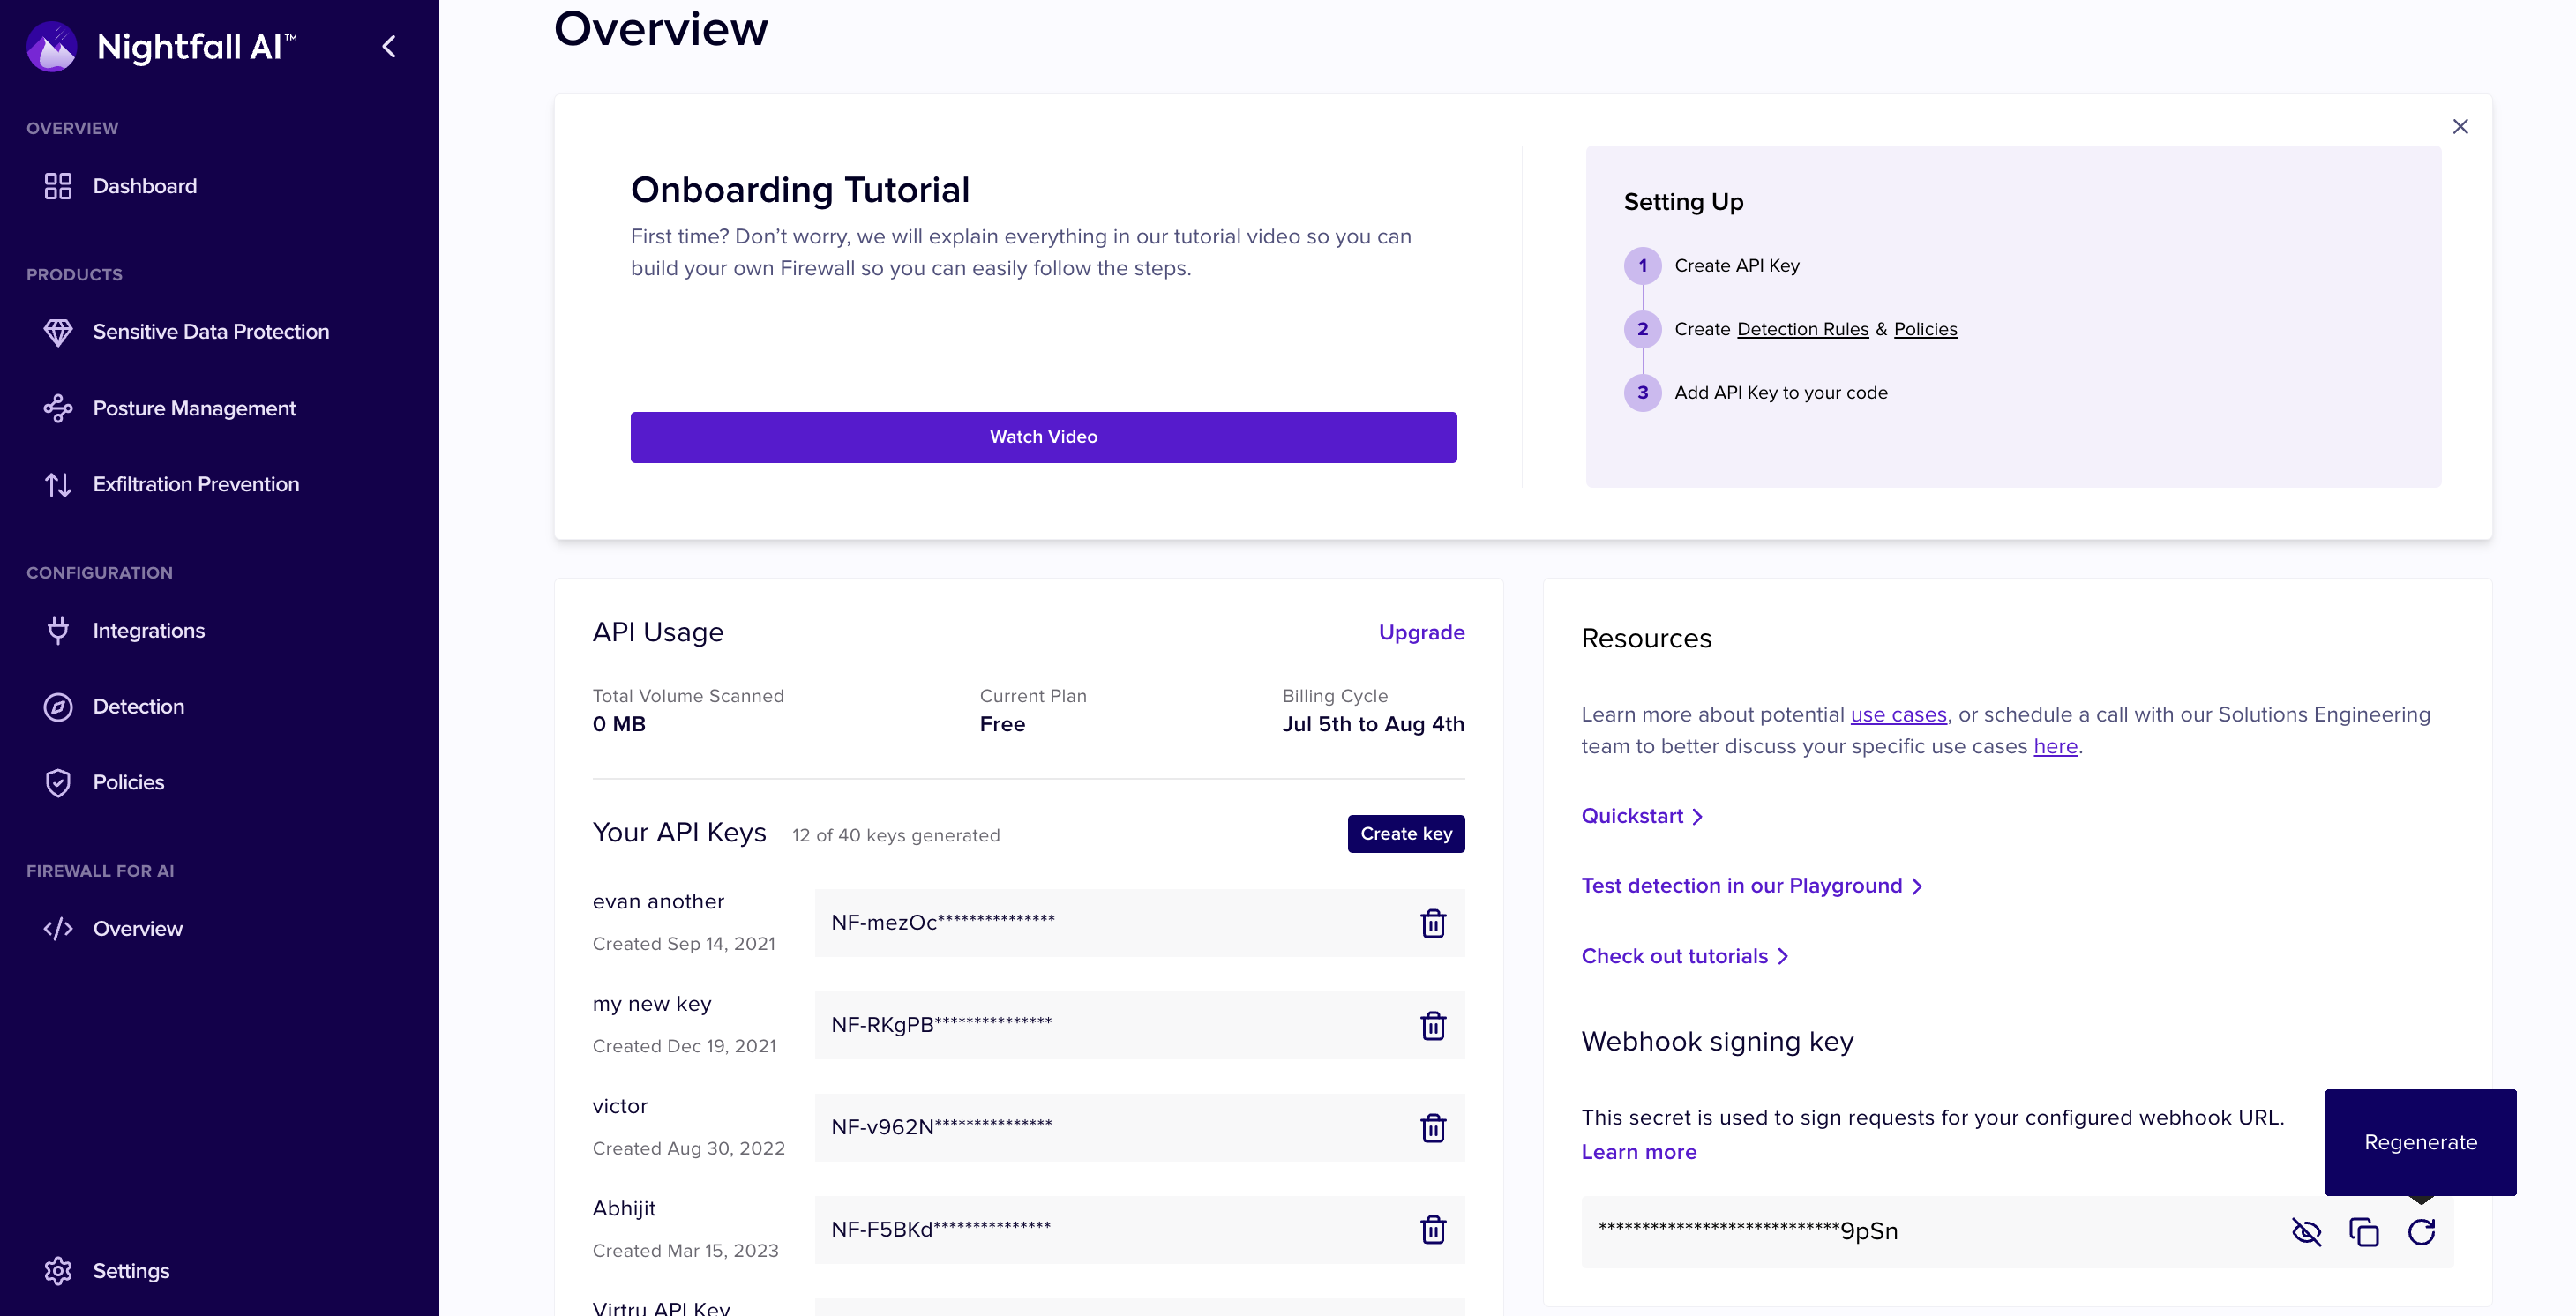 Nightfall AI™
OVERVIEW
Dashboard
PRODUCTS
Sensitive Data Protection
Posture Management
Exfiltration Prevention
CONFIGURATION
Integrations
Detection
Policies
FIREWALL FOR AI
Overview
Settings
Overview
Onboarding Tutorial
First time? Don’t worry, we will explain everything in our tutorial video so you can
build your own Firewall so you can easily follow the steps.
Watch Video
Setting Up
1 Create API Key
2 Create Detection Rules & Policies
3 Add API Key to your code
API Usage Upgrade
Total Volume Scanned Current Plan Billing Cycle
0 MB Free Jul 5th to Aug 4th
Your API Keys 12 of 40 keys generated Create key
evan another
NF-mezOc***************
Created Sep 14, 2021
my new key
NF-RKgPB***************
Created Dec 19, 2021
victor
NF-v962N***************
Created Aug 30, 2022
Abhijit
NF-F5BKd***************
Created Mar 15, 2023
Virtru API Key
Resources
Learn more about potential use cases, or schedule a call with our Solutions Engineering
team to better discuss your specific use cases here.
Quickstart
Test detection in our Playground
Check out tutorials
Webhook signing key
This secret is used to sign requests for your configured webhook URL.
Learn more
Regenerate
****************************9pSn